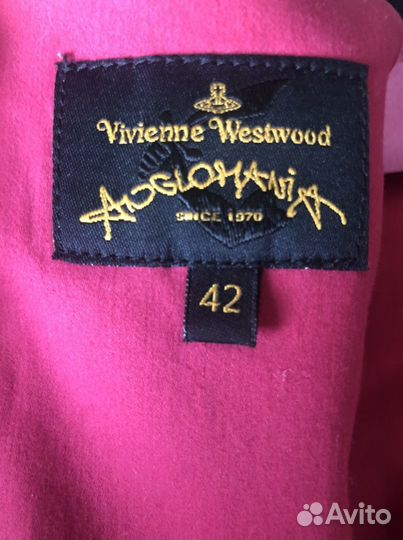 Vivienne Westwood
ANGLOMANIA
SINCE 1970
42
Avito